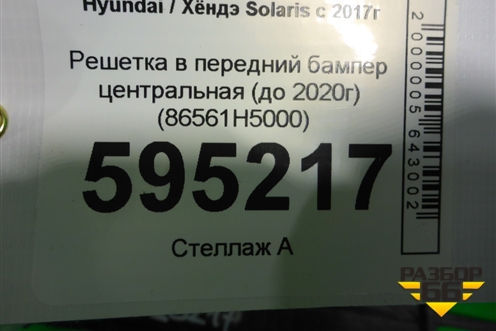 Hyundai / Хёндэ Solaris с 2017г
Решетка в передний бампер
центральная (до 2020г)
(86561H5000)
595217
Стеллаж А
2000005643002
РАЗБОР
66